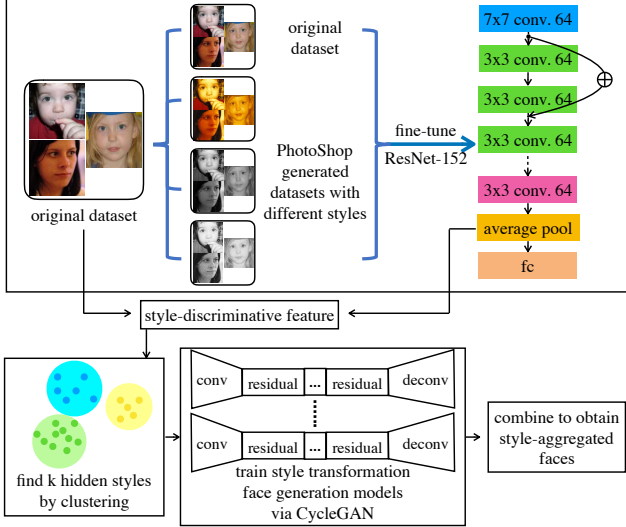 original dataset
original
dataset
PhotoShop
generated
datasets with
different styles
fine-tune
ResNet-152
7x7 conv. 64
3x3 conv. 64
3x3 conv. 64
3x3 conv. 64
3x3 conv. 64
average pool
fc
style-discriminative feature
find k hidden styles
by clustering
conv
residual
...
residual
deconv
conv
residual
...
residual
deconv
train style transformation
face generation models
via CycleGAN
combine to obtain
style-aggregated
faces